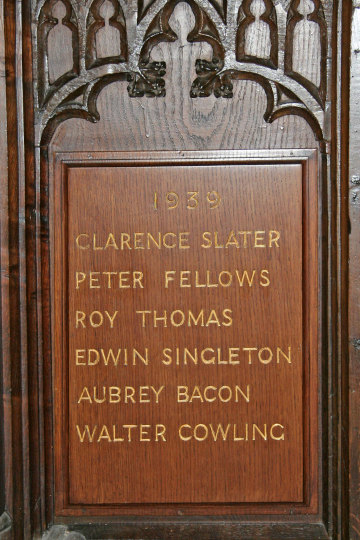 1939
CLARENCE SLATER
PETER FELLOWS
ROY THOMAS
EDWIN SINGLETON
AUBREY BACON
WALTER COWLING